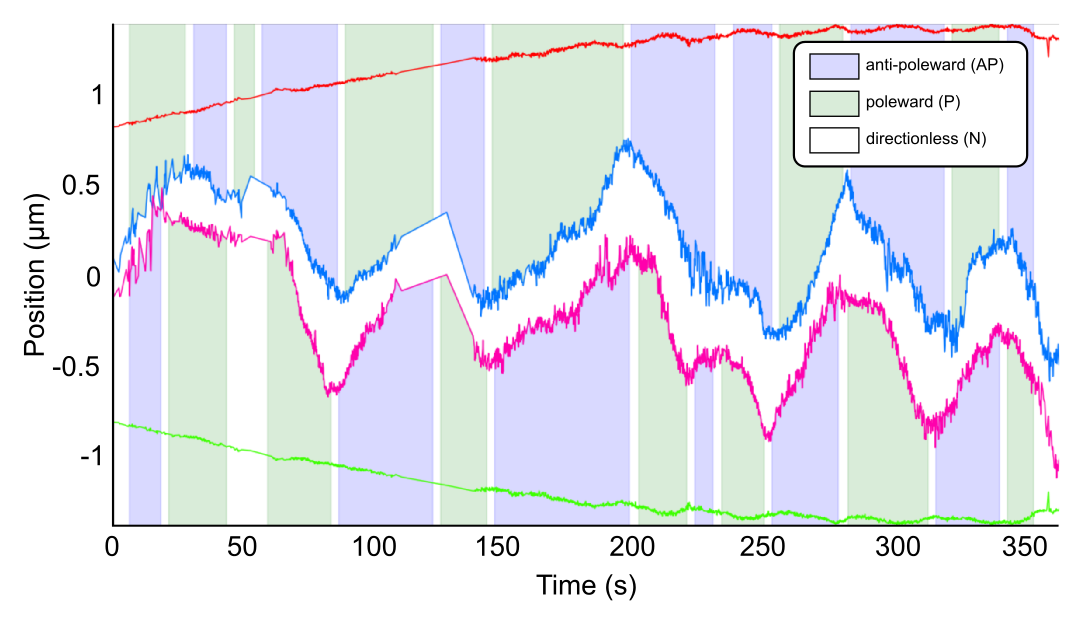 anti-poleward (AP)
poleward (P)
directionless (N)
Position (μm)
1
0.5
0
-0.5
-1
0 50 100 150 200 250 300 350
Time (s)